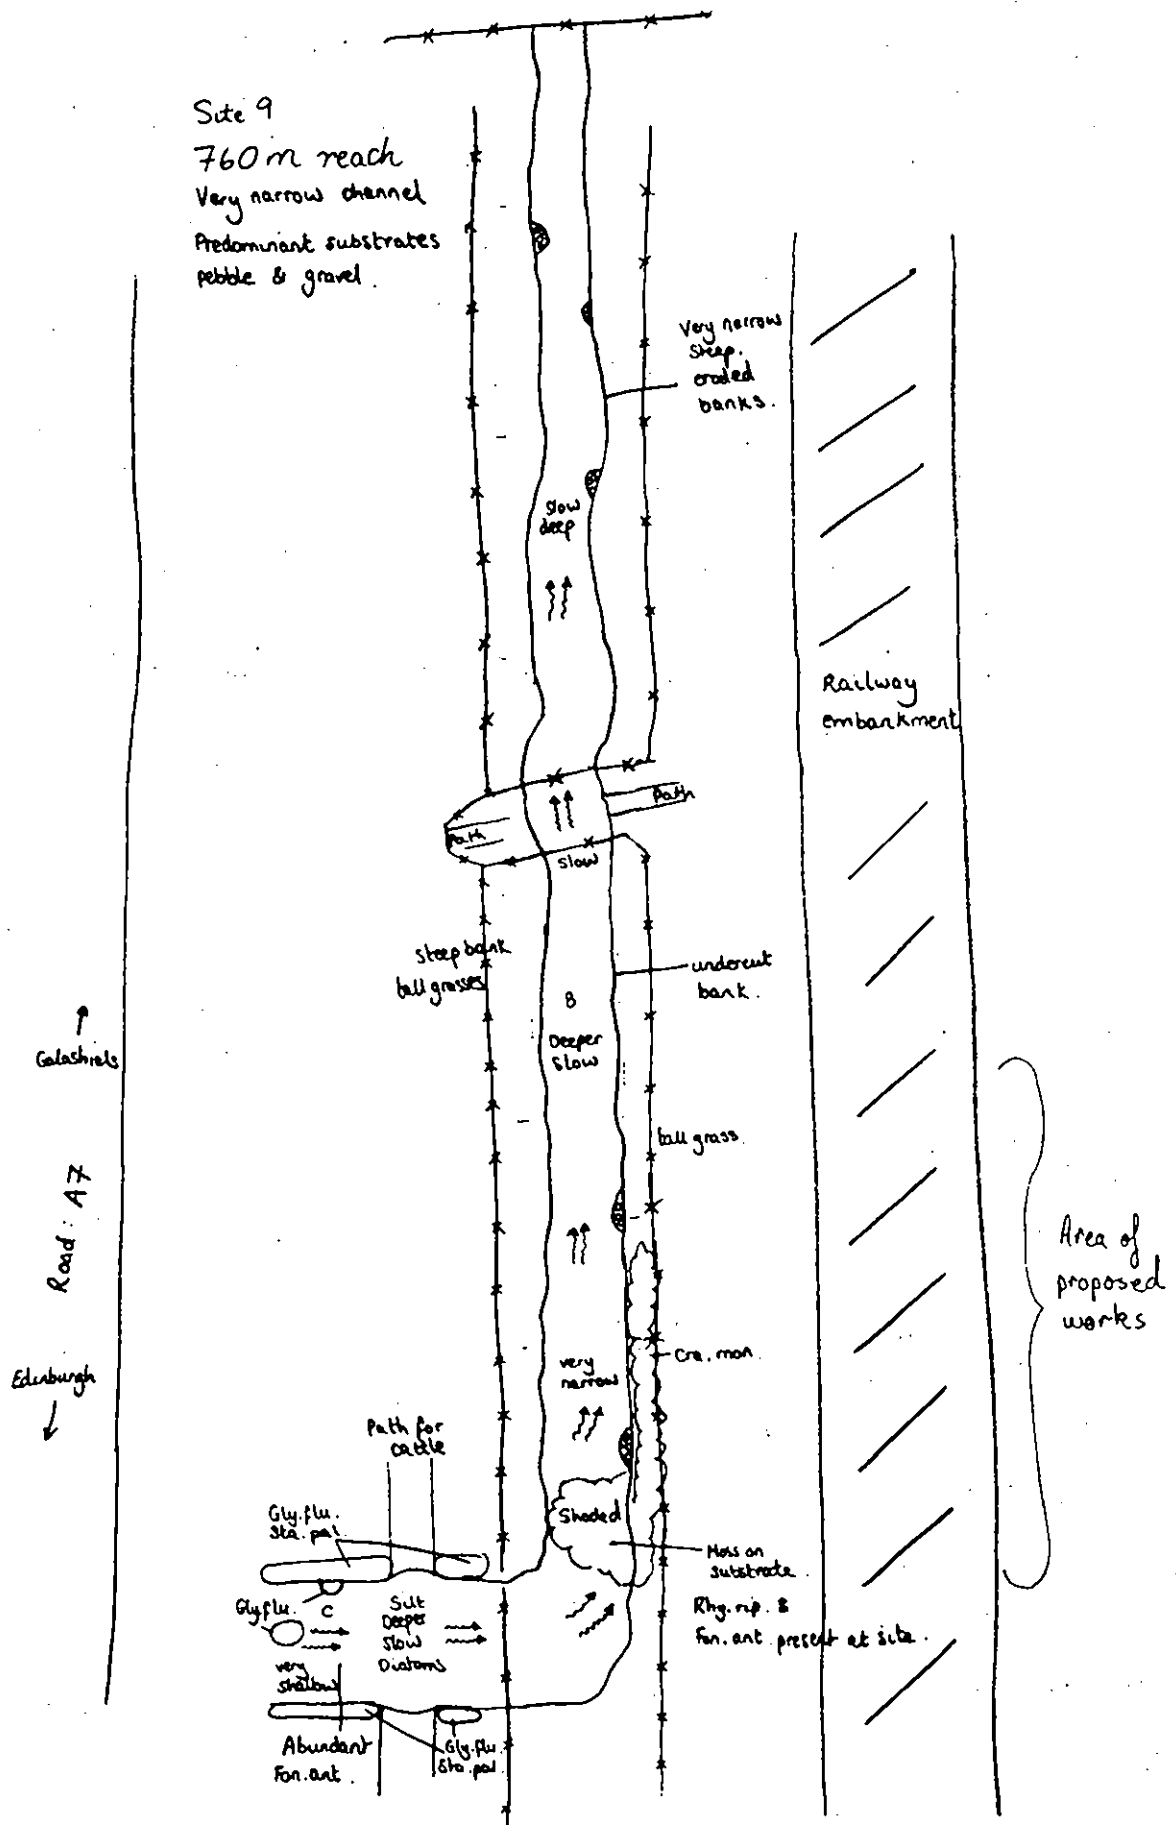 Site 9
760m reach
Very narrow channel
Predominant substrates
pebble & gravel.
Very narrow
steep.
eroded
banks.
Slow
deep
Railway
embankment
Path
Path
slow
steep bank
tall grasses
undercut
bank.
8
Deeper
Slow
Galashiels
tall grass.
Road: A7
Area of
proposed
works
Edinburgh
very
narrow
Cra. mon.
Path for
cattle
Gly. flu.
Sta. pal.
Shaded
Moss on
substrate.
Gly. flu.
C
Silt
Deeper
Slow
Diatoms
Rhy. rip. &
Fon. ant. present at site.
very
shallow
Abundant
Fon. ant.
Gly. flu.
Sta. pal.